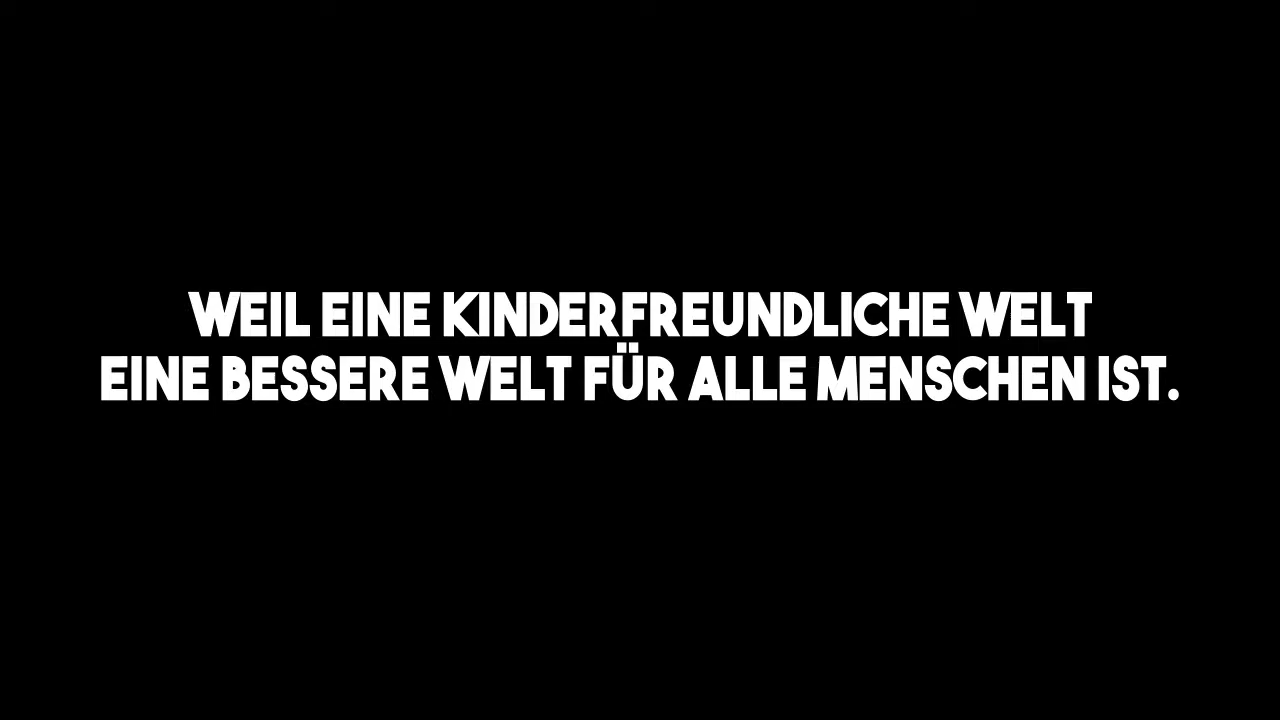 WEIL EINE KINDERFREUNDLICHE WELT
EINE BESSERE WELT FÜR ALLE MENSCHEN IST.